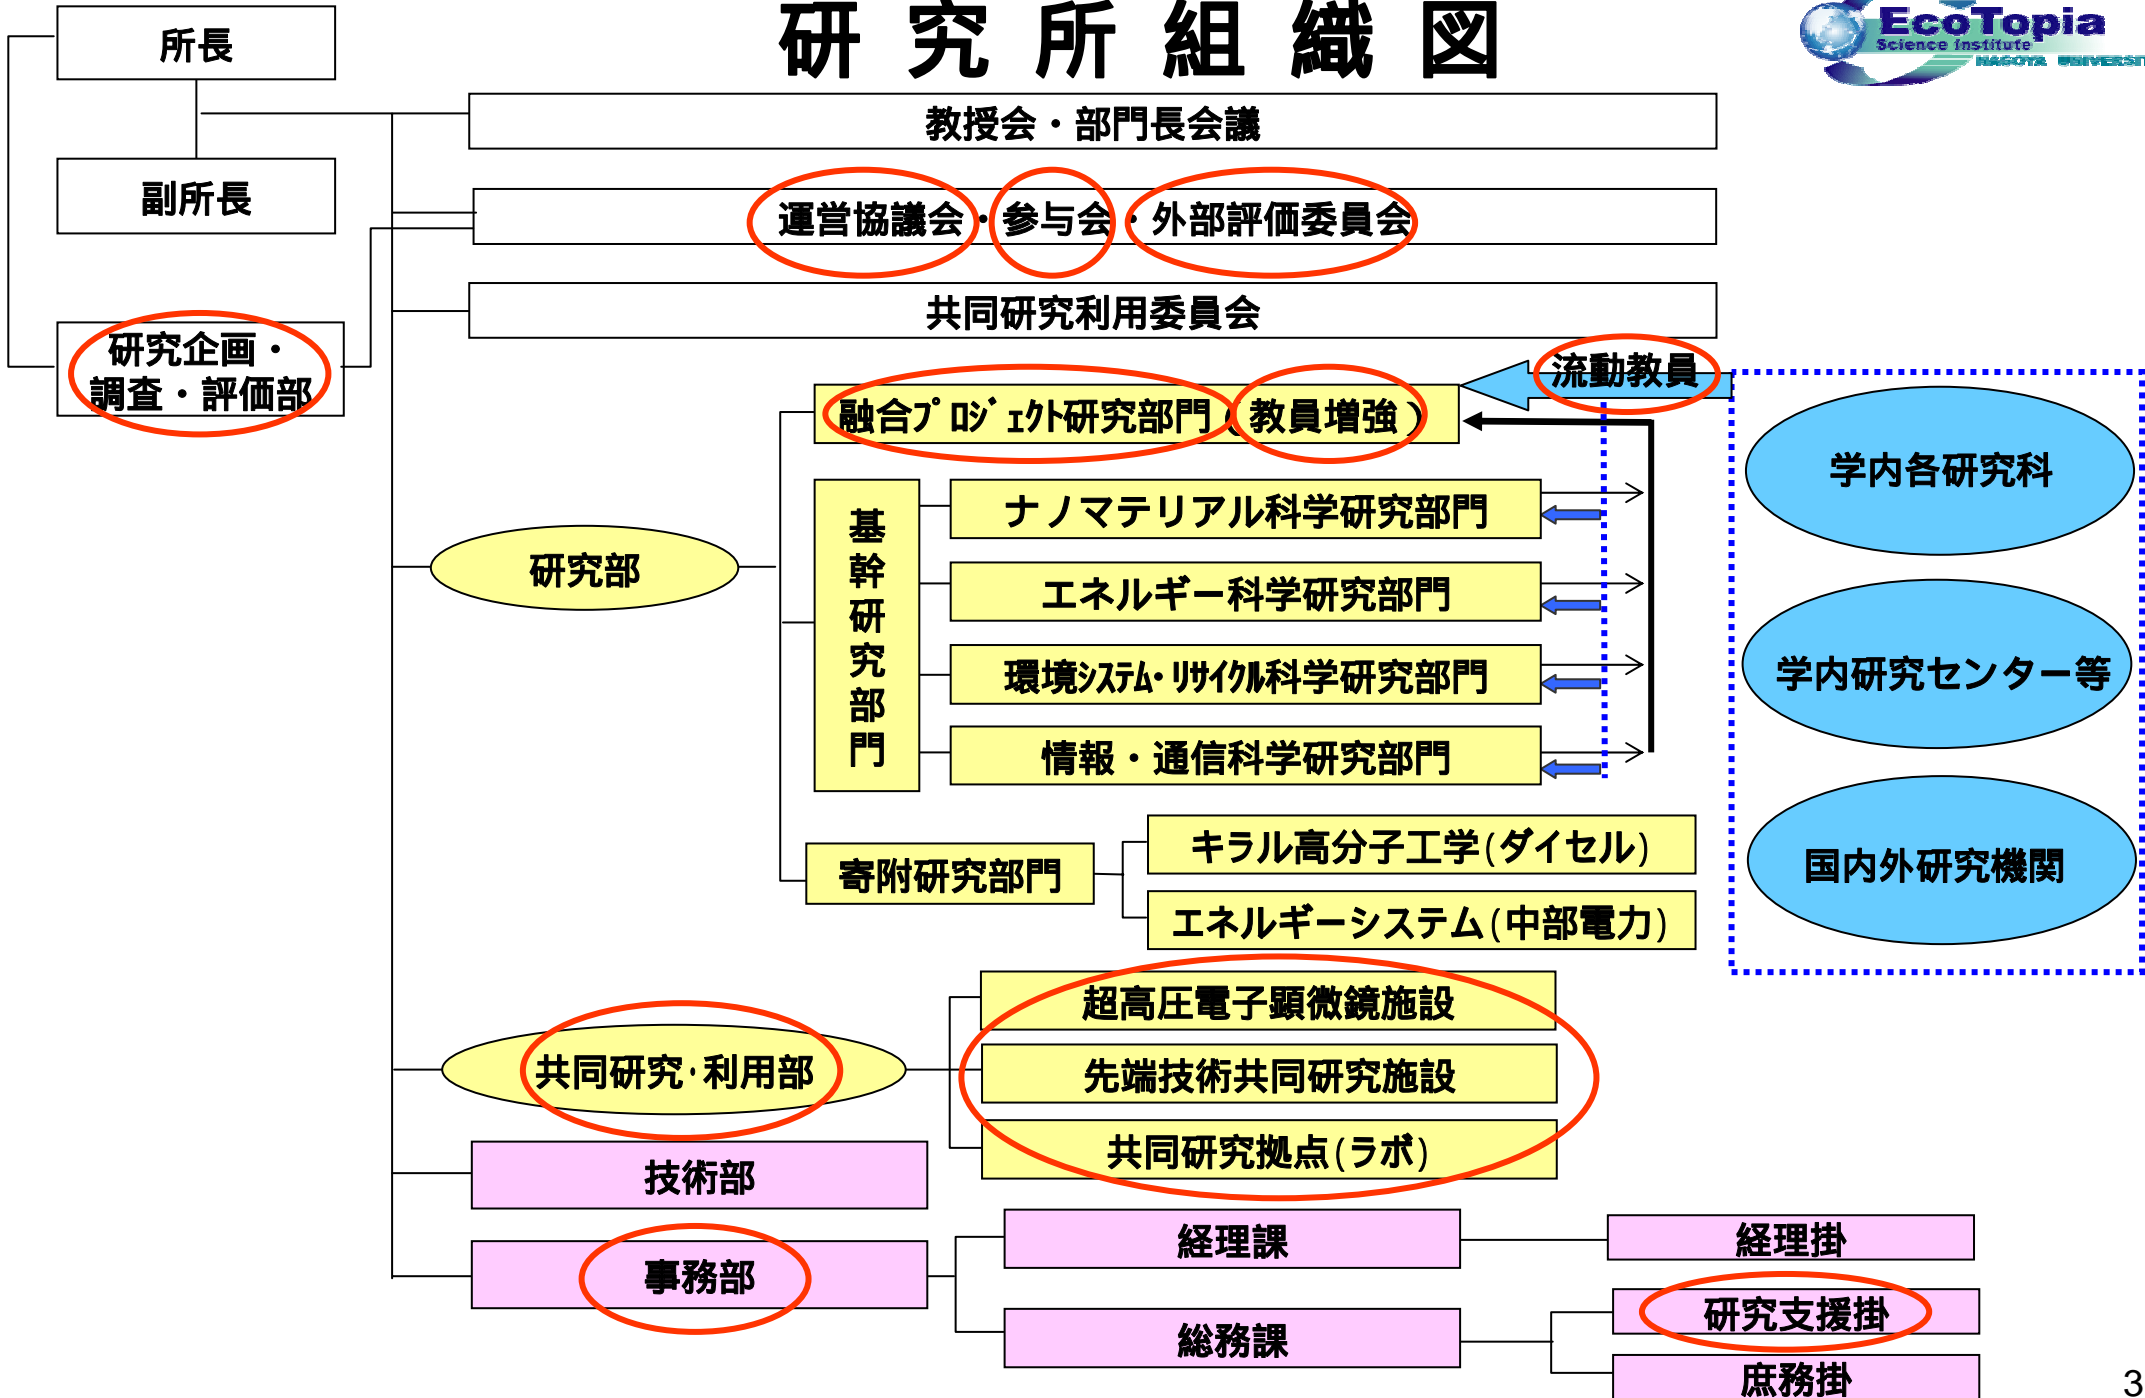 研究所組織図
EcoTopia
Science Institute
NAGOYA UNIVERSIT
所長
教授会・部門長会議
副所長
運営協議会・参与会・外部評価委員会
共同研究利用委員会
研究企画・
調査・評価部
流動教員
融合プロジェクト研究部門(教員増強)
学内各研究科
基幹研究部門
ナノマテリアル科学研究部門
研究部
エネルギー科学研究部門
環境システム・リサイクル科学研究部門
学内研究センター等
情報・通信科学研究部門
キラル高分子工学(ダイセル)
寄附研究部門
国内外研究機関
エネルギーシステム(中部電力)
超高圧電子顕微鏡施設
共同研究・利用部
先端技術共同研究施設
共同研究拠点(ラボ)
技術部
経理課
経理掛
事務部
研究支援掛
総務課
庶務掛
3